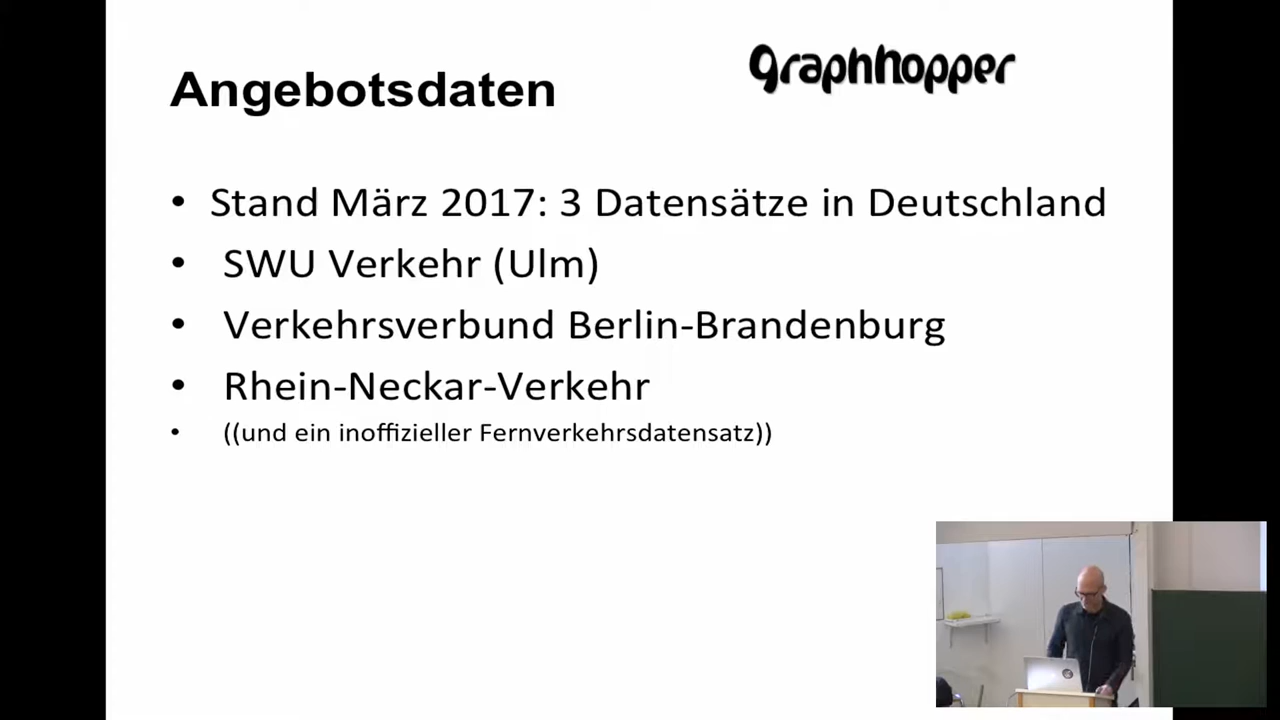 graphhopper
Angebotsdaten
• Stand März 2017: 3 Datensätze in Deutschland
• SWU Verkehr (Ulm)
• Verkehrsverbund Berlin-Brandenburg
• Rhein-Neckar-Verkehr
• ((und ein inoffizieller Fernverkehrsdatensatz))